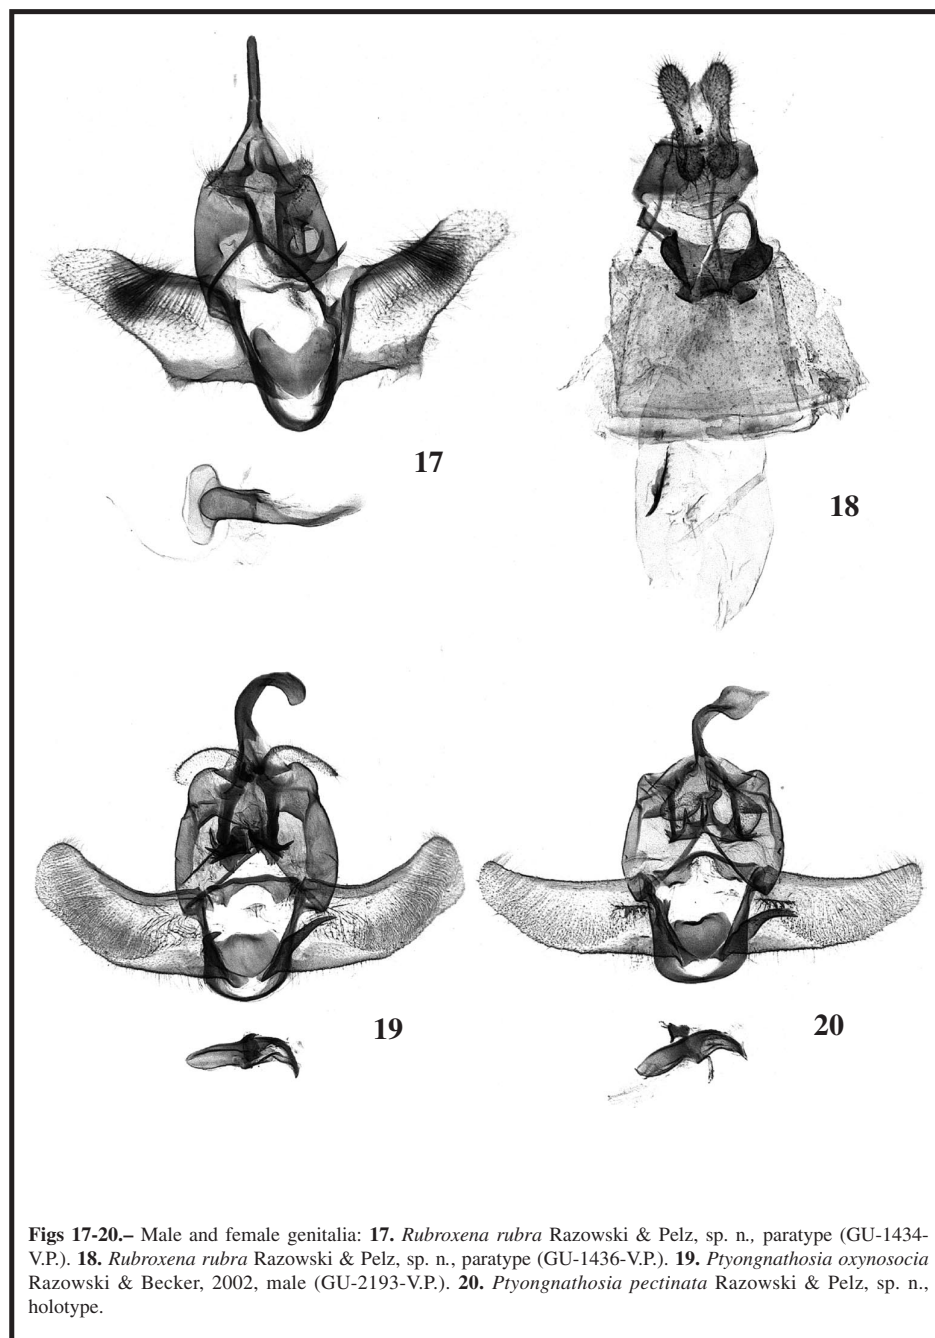 17
18
19
20
Figs 17-20.– Male and female genitalia: 17. Rubroxena rubra Razowski & Pelz, sp. n., paratype (GU-1434-
V.P.). 18. Rubroxena rubra Razowski & Pelz, sp. n., paratype (GU-1436-V.P.). 19. Ptyongnathosia oxynosocia
Razowski & Becker, 2002, male (GU-2193-V.P.). 20. Ptyongnathosia pectinata Razowski & Pelz, sp. n.,
holotype.